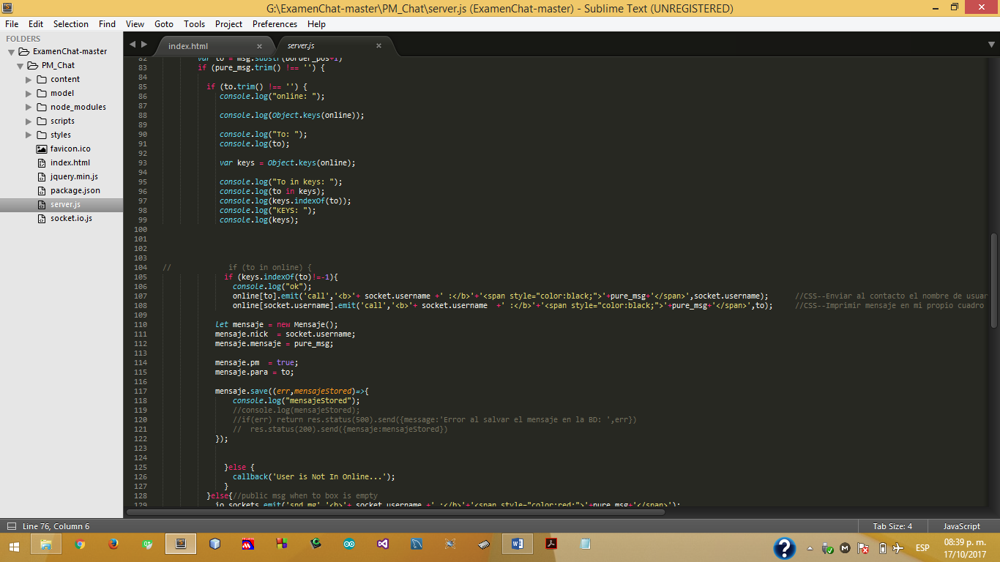 G:\ExamenChat-master\PM_Chat\server.js (ExamenChat-master) - Sublime Text (UNREGISTERED)
File Edit Selection Find View Goto Tools Project Preferences Help
FOLDERS
ExamenChat-master
PM_Chat
content
model
node_modules
scripts
styles
favicon.ico
index.html
jquery.min.js
package.json
server.js
socket.io.js
index.html × server.js ×
82 var to = msg.substr(border_pos+1)
83 if (pure_msg.trim() !== '') {
84
85 if (to.trim() !== '') {
86 console.log("online: ");
87
88 console.log(Object.keys(online));
89
90 console.log("To: ");
91 console.log(to);
92
93 var keys = Object.keys(online);
94
95 console.log("To in keys: ");
96 console.log(to in keys);
97 console.log(keys.indexOf(to));
98 console.log("KEYS: ");
99 console.log(keys);
100
101
102
103
104 // if (to in online) {
105 if (keys.indexOf(to)!=-1){
106 console.log("ok");
107 online[to].emit('call','<b>'+ socket.username +' :</b>'+'<span style="color:black;">'+pure_msg+'</span>',socket.username); //CSS--Enviar al contacto el nombre de usuar
108 online[socket.username].emit('call','<b>'+ socket.username  +' :</b>'+'<span style="color:black;">'+pure_msg+'</span>',to); //CSS--Imprimir mensaje en mi propio cuadro
109
110 let mensaje = new Mensaje();
111 mensaje.nick  = socket.username;
112 mensaje.mensaje = pure_msg;
113
114 mensaje.pm  = true;
115 mensaje.para = to;
116
117 mensaje.save((err,mensajeStored)=>{
118 console.log("mensajeStored");
119 //console.log(mensajeStored);
120 //if(err) return res.status(500).send({message:'Error al salvar el mensaje en la BD: ',err})
121 //  res.status(200).send({mensaje:mensajeStored})
122 });
123
124
125 }else {
126 callback('User is Not In Online...');
127 }
128 }else{//public msg when to box is empty
129 io.sockets.emit('snd_mg','<b>'+ socket.username +' :</b>'+'<span style="color:red;">'+pure_msg+'</span>');
Line 76, Column 6 Tab Size: 4 JavaScript
ESP
08:39 p. m.
17/10/2017